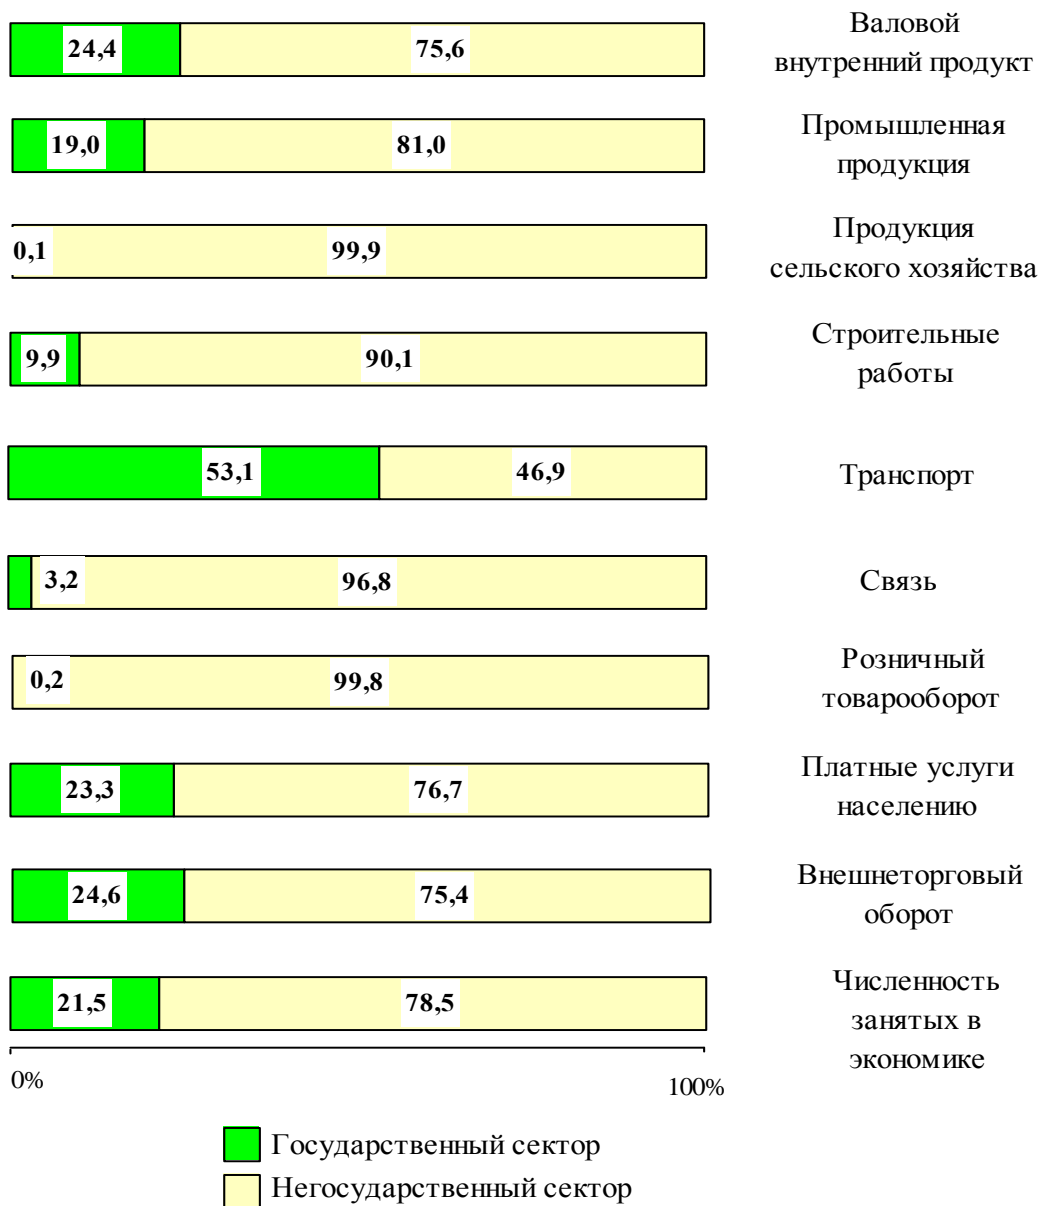 24,4 75,6 Валовой
внутренний продукт
19,0 81,0 Промышленная
продукция
0,1 99,9 Продукция
сельского хозяйства
9,9 90,1 Строительные
работы
53,1 46,9 Транспорт
3,2 96,8 Связь
0,2 99,8 Розничный
товарооборот
23,3 76,7 Платные услуги
населению
24,6 75,4 Внешнеторговый
оборот
21,5 78,5 Численность
занятых в
экономике
0% 100%
Государственный сектор
Негосударственный сектор